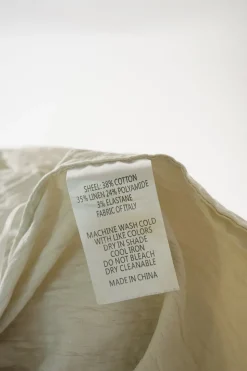 SHEEL: 38% COTTON
35% LINEN 24% POLYAMIDE
3% ELASTANE
FABRIC OF ITALY
MACHINE WASH COLD
WITH LIKE COLORS
DRY IN SHADE
COOL IRON
DO NOT BLEACH
DRY CLEANABLE
MADE IN CHINA